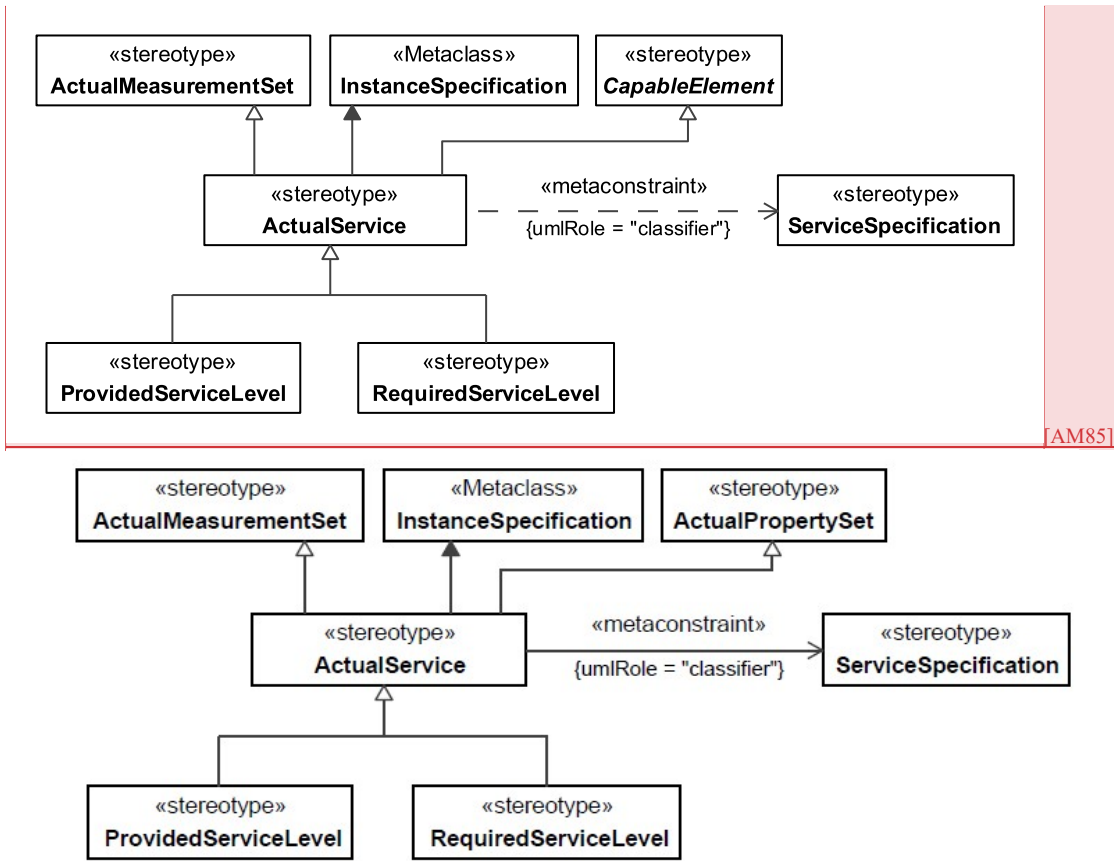 «stereotype»
ActualMeasurementSet
«Metaclass»
InstanceSpecification
«stereotype»
CapableElement
«stereotype»
ActualService
«metaconstraint»
{umlRole = "classifier"}
«stereotype»
ServiceSpecification
«stereotype»
ProvidedServiceLevel
«stereotype»
RequiredServiceLevel
[AM85]
«stereotype»
ActualMeasurementSet
«Metaclass»
InstanceSpecification
«stereotype»
ActualPropertySet
«stereotype»
ActualService
«metaconstraint»
{umlRole = "classifier"}
«stereotype»
ServiceSpecification
«stereotype»
ProvidedServiceLevel
«stereotype»
RequiredServiceLevel